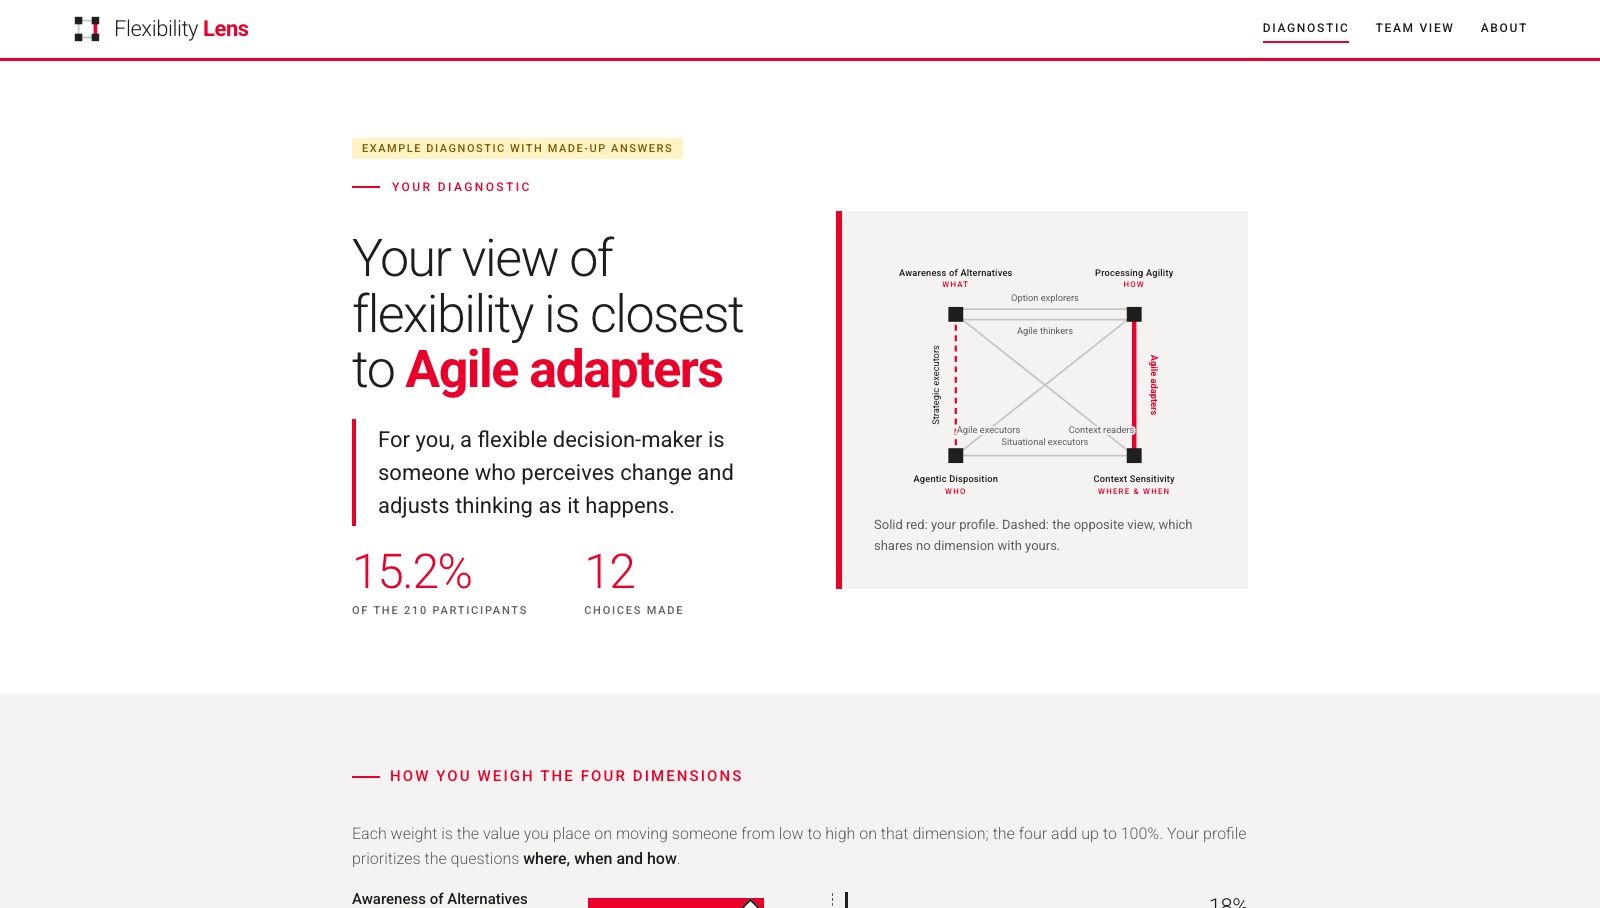 Flexibility Lens
DIAGNOSTIC
TEAM VIEW
ABOUT
EXAMPLE DIAGNOSTIC WITH MADE-UP ANSWERS
YOUR DIAGNOSTIC
Your view of
flexibility is closest
to Agile adapters
For you, a flexible decision-maker is
someone who perceives change and
adjusts thinking as it happens.
15.2%
OF THE 210 PARTICIPANTS
12
CHOICES MADE
Awareness of Alternatives
WHAT
Processing Agility
HOW
Option explorers
Agile thinkers
Strategic executors
Agile adapters
Agile executors
Context readers
Situational executors
Agentic Disposition
WHO
Context Sensitivity
WHERE & WHEN
Solid red: your profile. Dashed: the opposite view, which
shares no dimension with yours.
HOW YOU WEIGH THE FOUR DIMENSIONS
Each weight is the value you place on moving someone from low to high on that dimension; the four add up to 100%. Your profile
prioritizes the questions where, when and how.
Awareness of Alternatives
18%